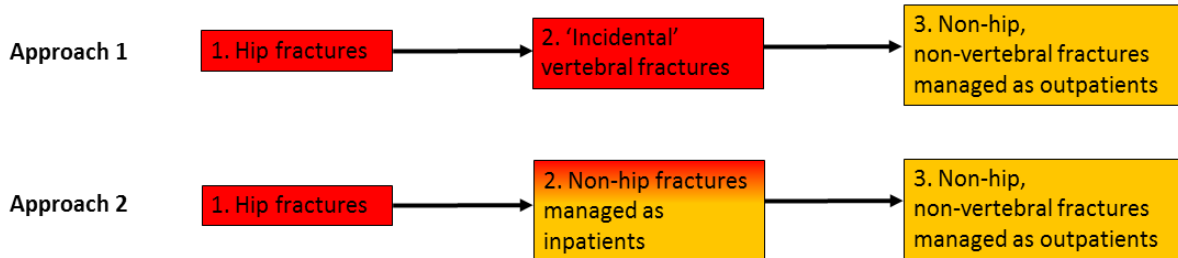 Approach 1
1. Hip fractures
2. ‘Incidental’
vertebral fractures
3. Non-hip,
non-vertebral fractures
managed as outpatients
Approach 2
1. Hip fractures
2. Non-hip fractures
managed as
inpatients
3. Non-hip,
non-vertebral fractures
managed as outpatients